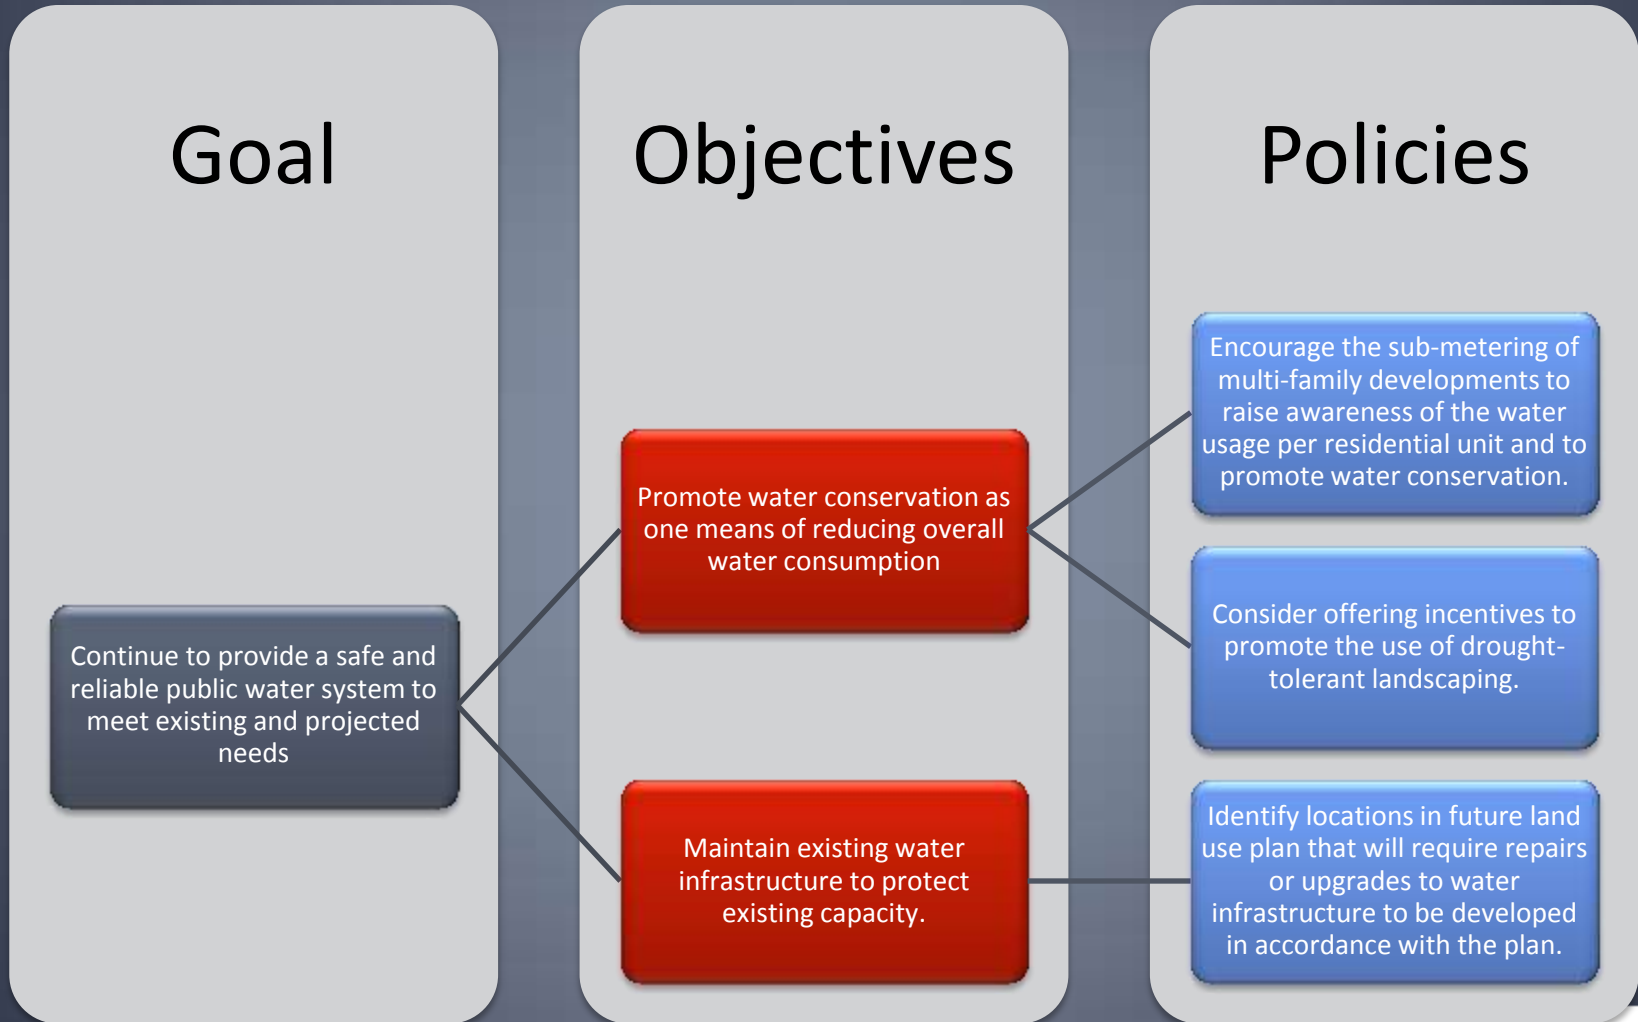 Goal
Continue to provide a safe and
reliable public water system to
meet existing and projected
needs
Objectives
Promote water conservation as
one means of reducing overall
water consumption
Maintain existing water
infrastructure to protect
existing capacity.
Policies
Encourage the sub-metering of
multi-family developments to
raise awareness of the water
usage per residential unit and to
promote water conservation.
Consider offering incentives to
promote the use of drought-
tolerant landscaping.
Identify locations in future land
use plan that will require repairs
or upgrades to water
infrastructure to be developed
in accordance with the plan.